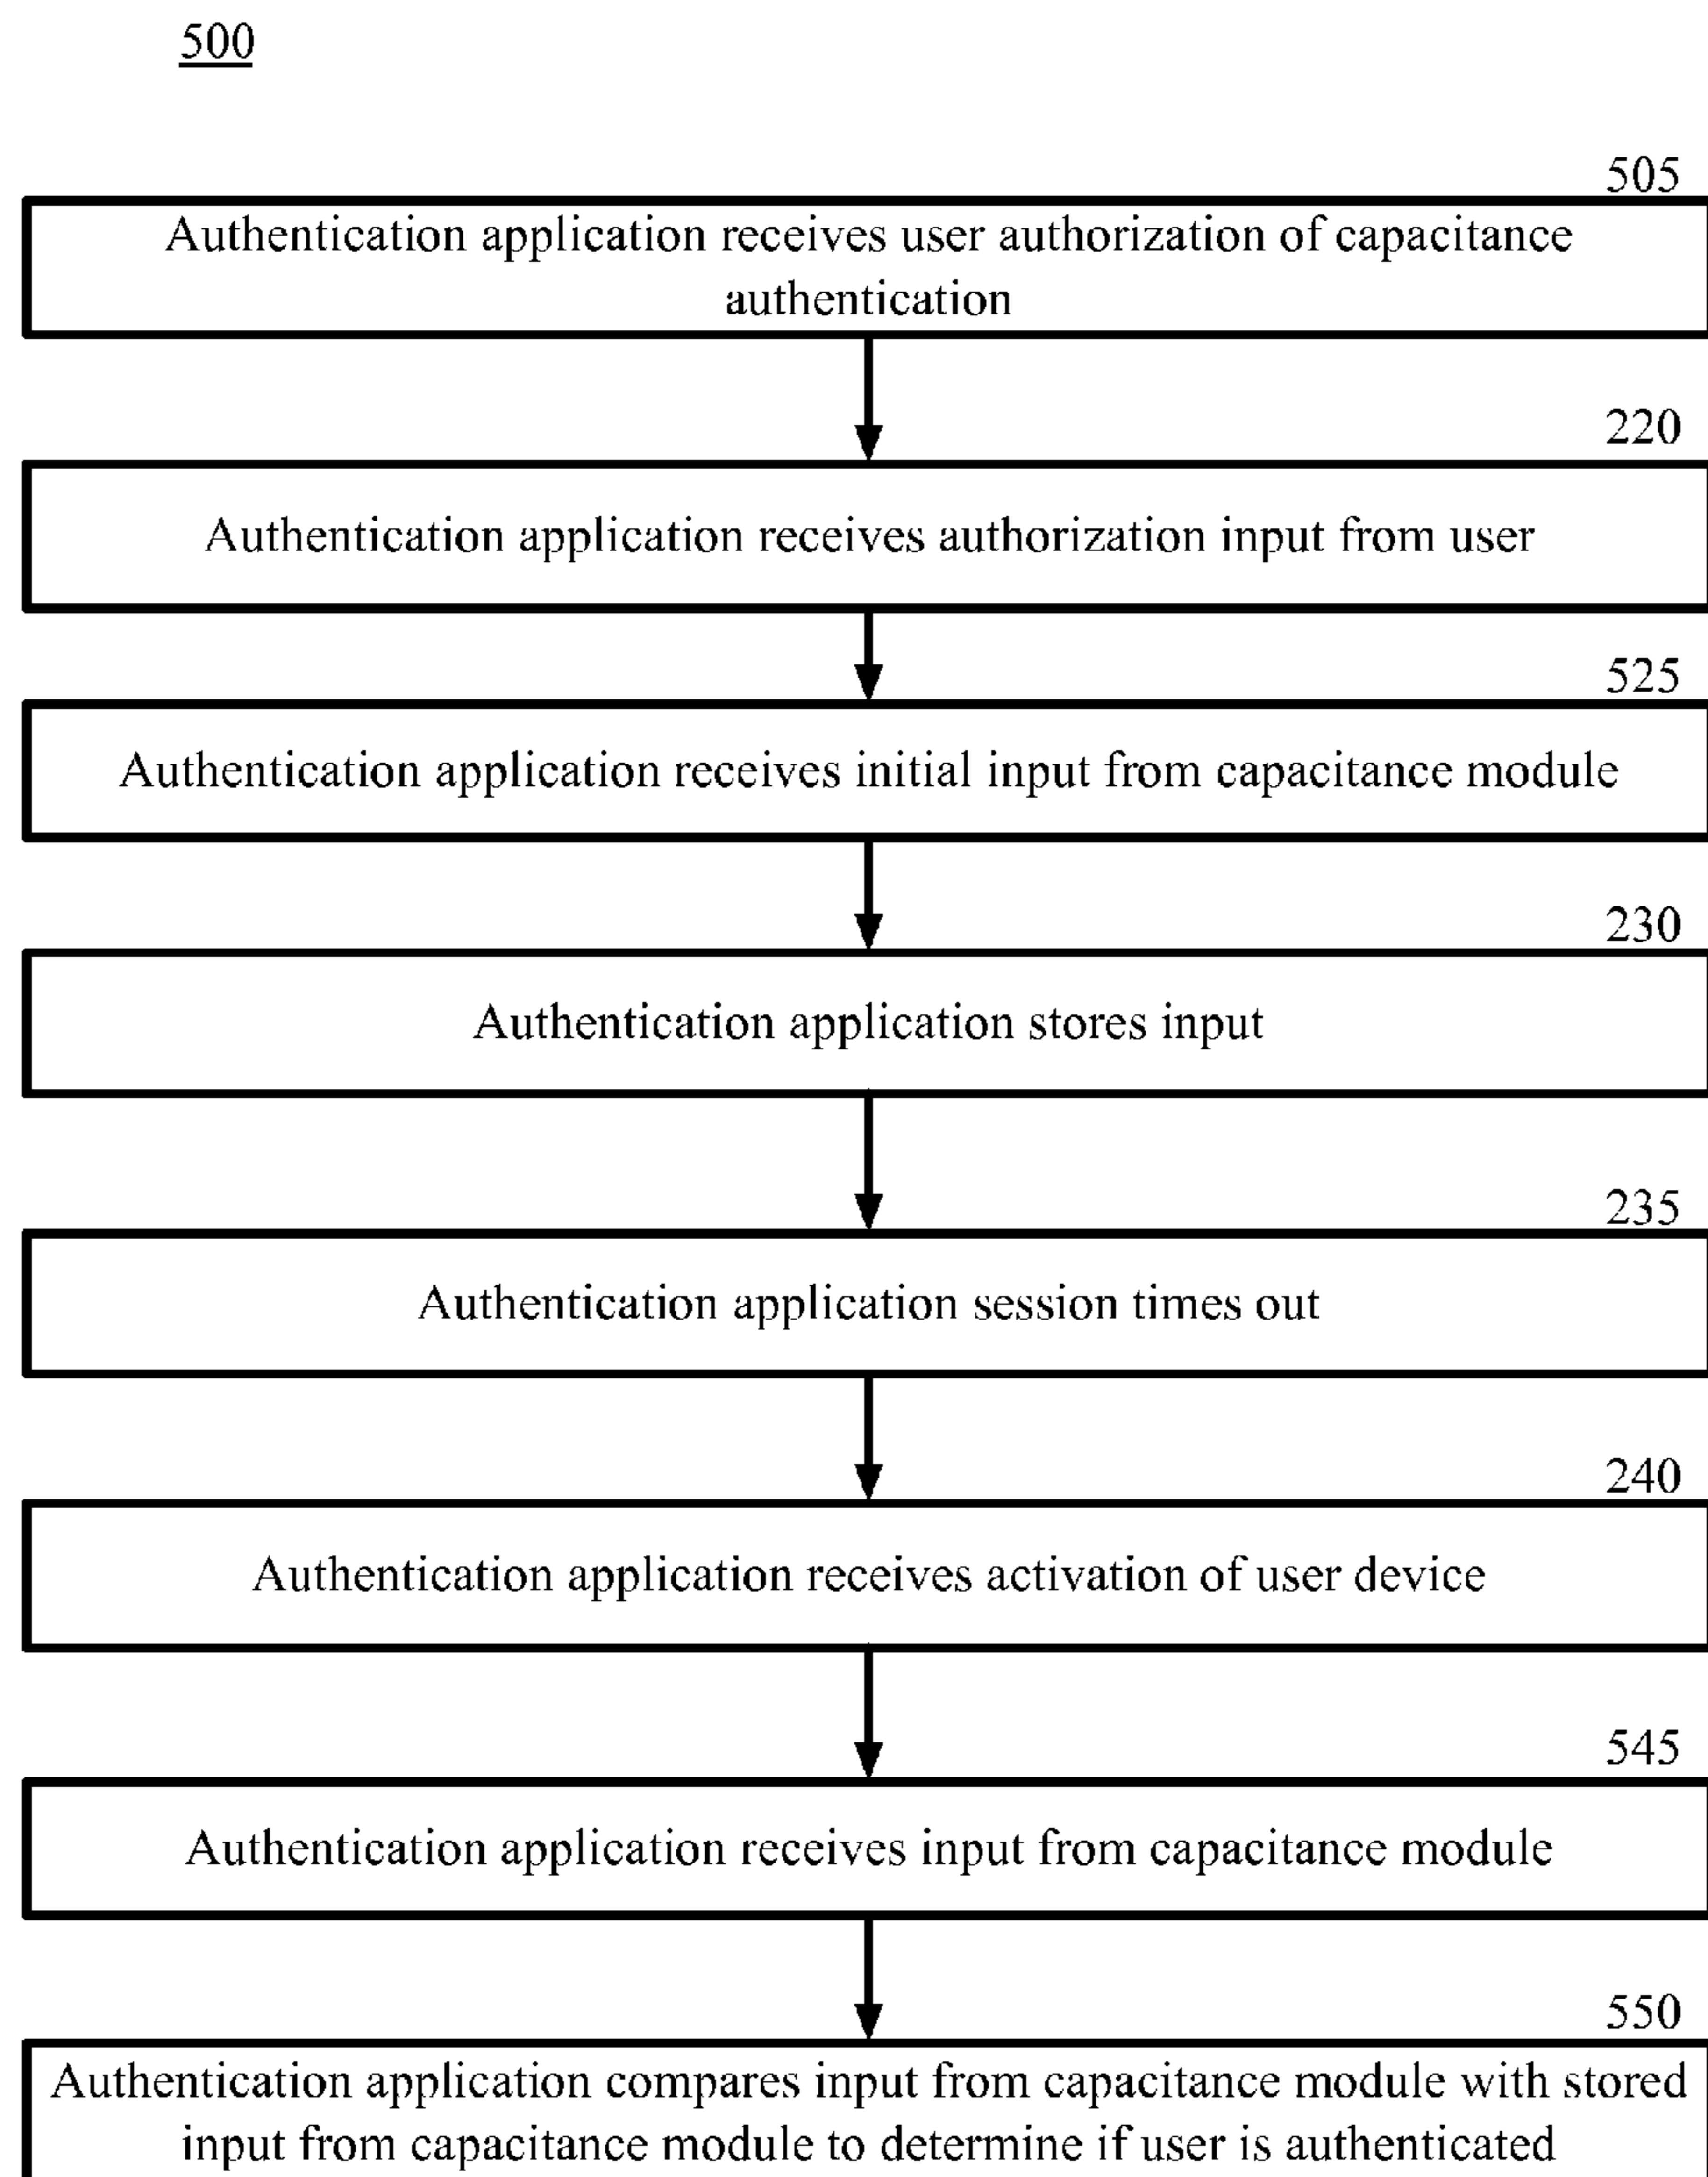 500
505
Authentication application receives user authorization of capacitance
authentication
220
Authentication application receives authorization input from user
525
Authentication application receives initial input from capacitance module
230
Authentication application stores input
235
Authentication application session times out
240
Authentication application receives activation of user device
545
Authentication application receives input from capacitance module
550
Authentication application compares input from capacitance module with stored
input from capacitance module to determine if user is authenticated